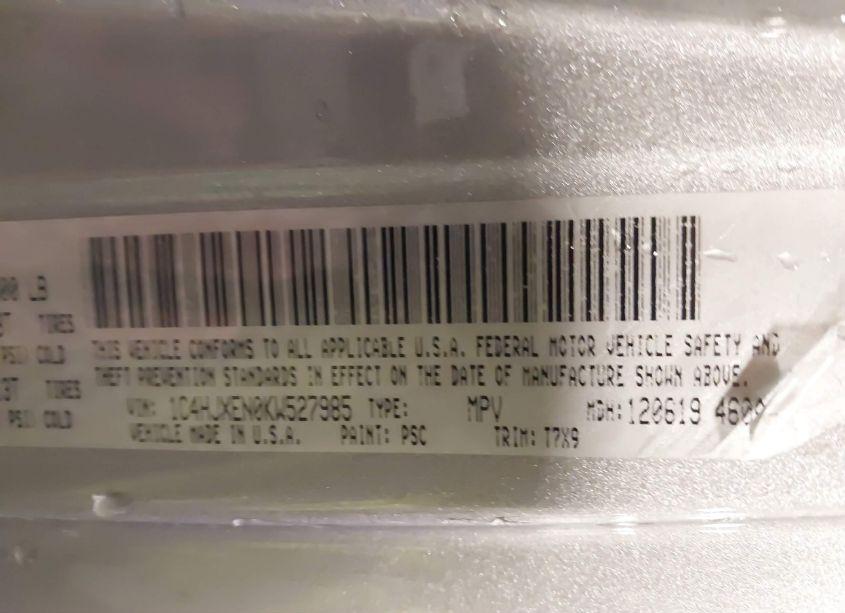 00 LB
TIRES
PSI) COLD
TIRES
PSI) COLD
THIS VEHICLE CONFORMS TO ALL APPLICABLE U.S.A. FEDERAL MOTOR VEHICLE SAFETY AND
THEFT PREVENTION STANDARDS IN EFFECT ON THE DATE OF MANUFACTURE SHOWN ABOVE.
VIN: 1C4HJXEN0KW527985 TYPE: MPV MDH: 120619
VEHICLE MADE IN U.S.A. PAINT: PSC TRIM: T7X9